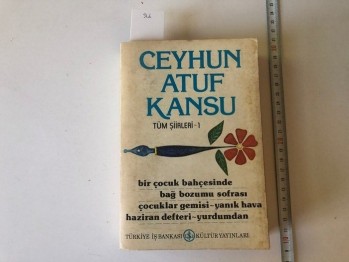 CEYHUN
ATUF
KANSU
TÜM ŞİİRLERİ-1
bir çocuk bahçesinde
bağ bozumu sofrası
çocuklar gemisi-yanık hava
haziran defteri-yurdumdan
TÜRKİYE İŞ BANKASI KÜLTÜR YAYINLARI